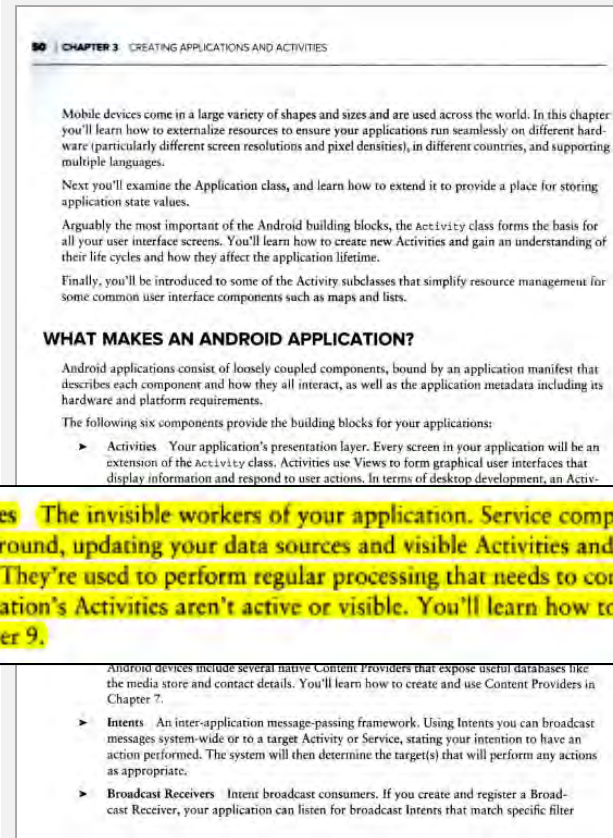 50 | CHAPTER 3 CREATING APPLICATIONS AND ACTIVITIES
Mobile devices come in a large variety of shapes and sizes and are used across the world. In this chapter
you'll learn how to externalize resources to ensure your applications run seamlessly on different hard-
ware (particularly different screen resolutions and pixel densities), in different countries, and supporting
multiple languages.
Next you'll examine the Application class, and learn how to extend it to provide a place for storing
application state values.
Arguably the most important of the Android building blocks, the Activity class forms the basis for
all your user interface screens. You'll learn how to create new Activities and gain an understanding of
their life cycles and how they affect the application lifetime.
Finally, you'll be introduced to some of the Activity subclasses that simplify resource management for
some common user interface components such as maps and lists.
WHAT MAKES AN ANDROID APPLICATION?
Android applications consist of loosely coupled components, bound by an application manifest that
describes each component and how they all interact, as well as the application metadata including its
hardware and platform requirements.
The following six components provide the building blocks for your applications:
➤ Activities Your application's presentation layer. Every screen in your application will be an
extension of the Activity class. Activities use Views to form graphical user interfaces that
display information and respond to user actions. In terms of desktop development, an Activ-
es The invisible workers of your application. Service comp
round, updating your data sources and visible Activities and
They're used to perform regular processing that needs to con
ation's Activities aren't active or visible. You'll learn how to
er 9.
Android devices include several native Content Providers that expose useful databases like
the media store and contact details. You'll learn how to create and use Content Providers in
Chapter 7.
➤ Intents An inter-application message-passing framework. Using Intents you can broadcast
messages system-wide or to a target Activity or Service, stating your intention to have an
action performed. The system will then determine the target(s) that will perform any actions
as appropriate.
➤ Broadcast Receivers Intent broadcast consumers. If you create and register a Broad-
cast Receiver, your application can listen for broadcast Intents that match specific filter